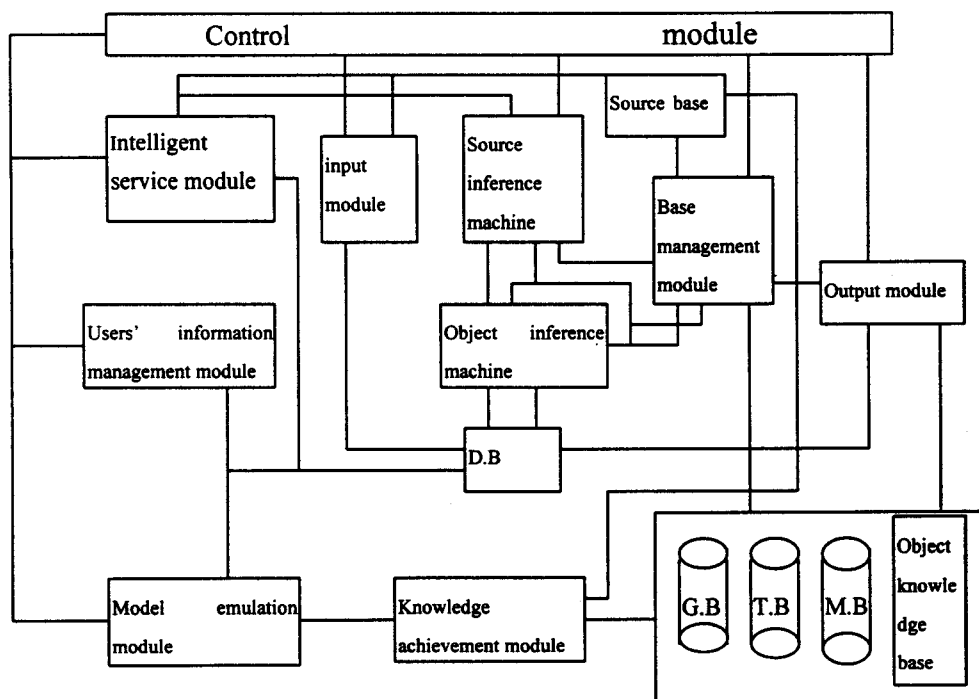 Control module
Source base
Intelligent
service module
input
module
Source
inference
machine
Base
management
module
Output module
Users' information
management module
Object inference
machine
D.B
Model emulation
module
Knowledge
achievement module
G.B T.B M.B
Object
knowle
dge
base